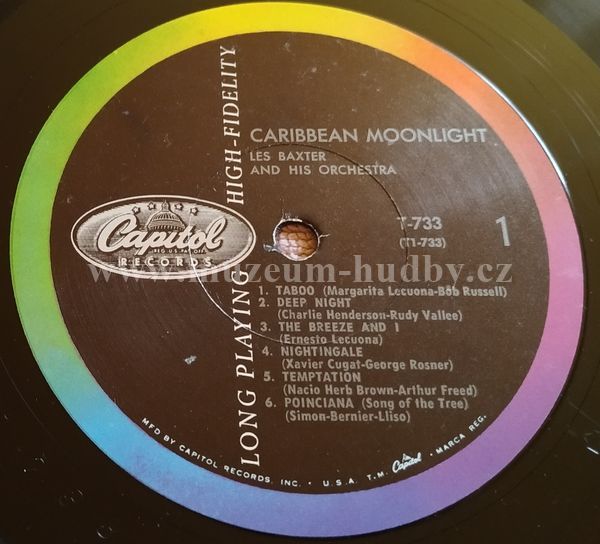 CARIBBEAN MOONLIGHT
LES BAXTER
AND HIS ORCHESTRA
T-733
(T1-733)
1
LONG PLAYING HIGH-FIDELITY
Capitol
REG. U.S. PAT. OFF.
RECORDS
www.muzeum-hudby.cz
1. TABOO (Margarita Lecuona-Bob Russell)
2. DEEP NIGHT
(Charlie Henderson-Rudy Vallee)
3. THE BREEZE AND I
(Ernesto Lecuona)
4. NIGHTINGALE
(Xavier Cugat-George Rosner)
5. TEMPTATION
(Nacio Herb Brown-Arthur Freed)
6. POINCIANA (Song of the Tree)
(Simon-Bernier-Lliso)
MFD BY CAPITOL RECORDS, INC. • U.S.A. T.M. Capitol MARCA REG.